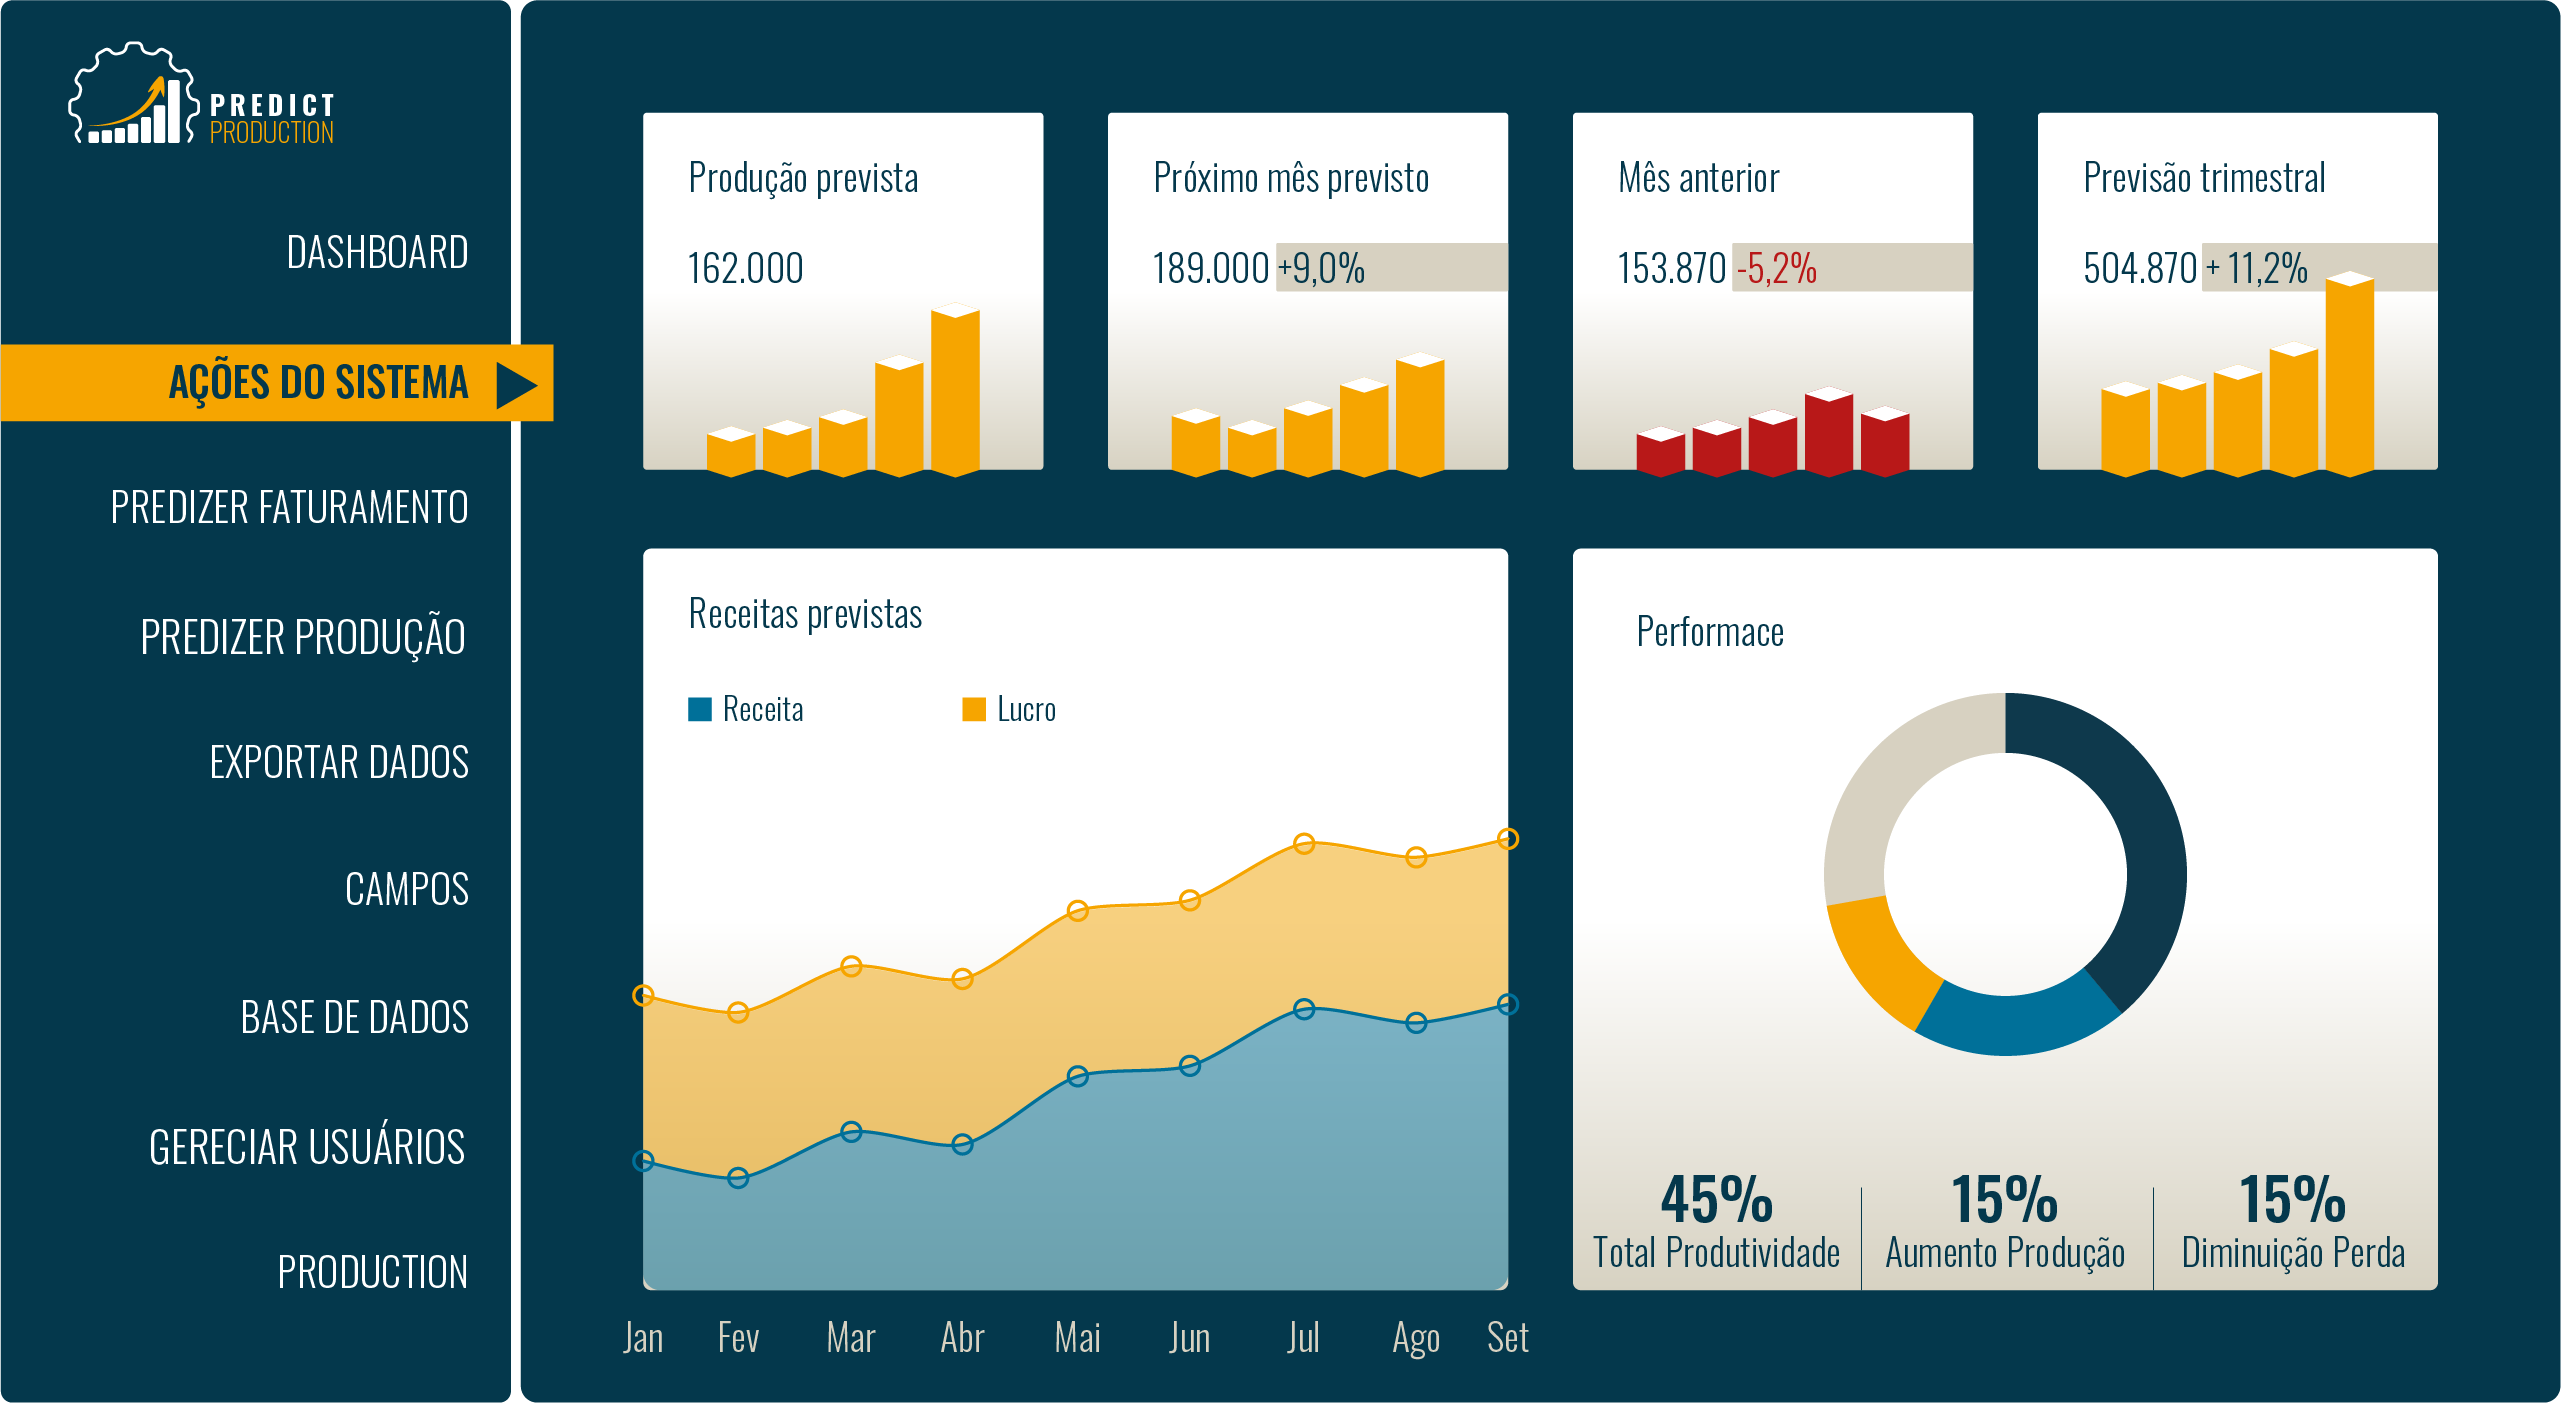 PREDICT
PRODUCTION
DASHBOARD
AÇÕES DO SISTEMA
PREDIZER FATURAMENTO
PREDIZER PRODUÇÃO
EXPORTAR DADOS
CAMPOS
BASE DE DADOS
GERECIAR USUÁRIOS
PRODUCTION
Produção prevista
162.000
Próximo mês previsto
189.000 +9,0%
Mês anterior
153.870 -5,2%
Previsão trimestral
504.870 + 11,2%
Receitas previstas
Receita Lucro
Jan Fev Mar Abr Mai Jun Jul Ago Set
Performace
45%
Total Produtividade
15%
Aumento Produção
15%
Diminuição Perda